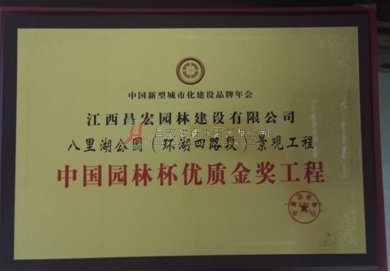 中国新型城市化建设品牌年会
江西昌宏园林建设有限公司
八里湖公园（环湖四路段）景观工程
中国园林杯优质金奖工程